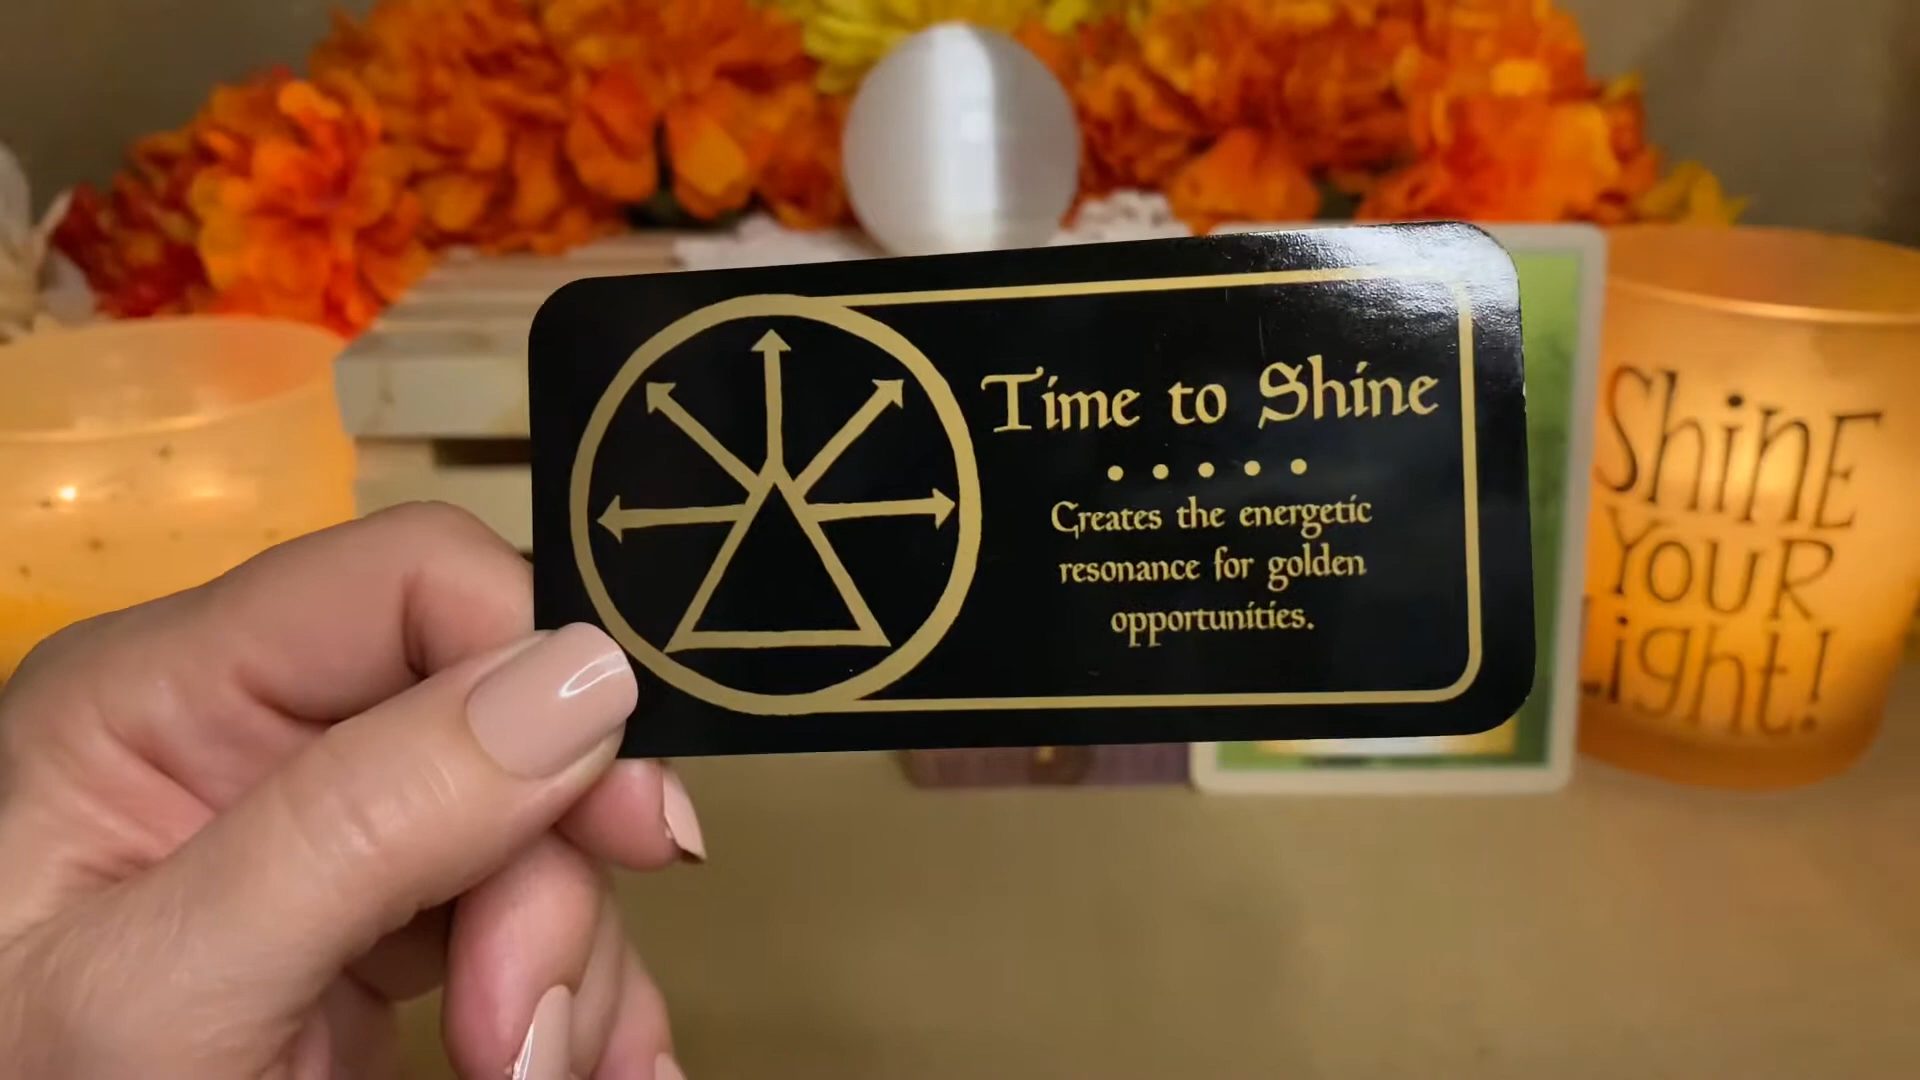 Time to Shine
Creates the energetic
resonance for golden
opportunities.
Shine
Your
Light!